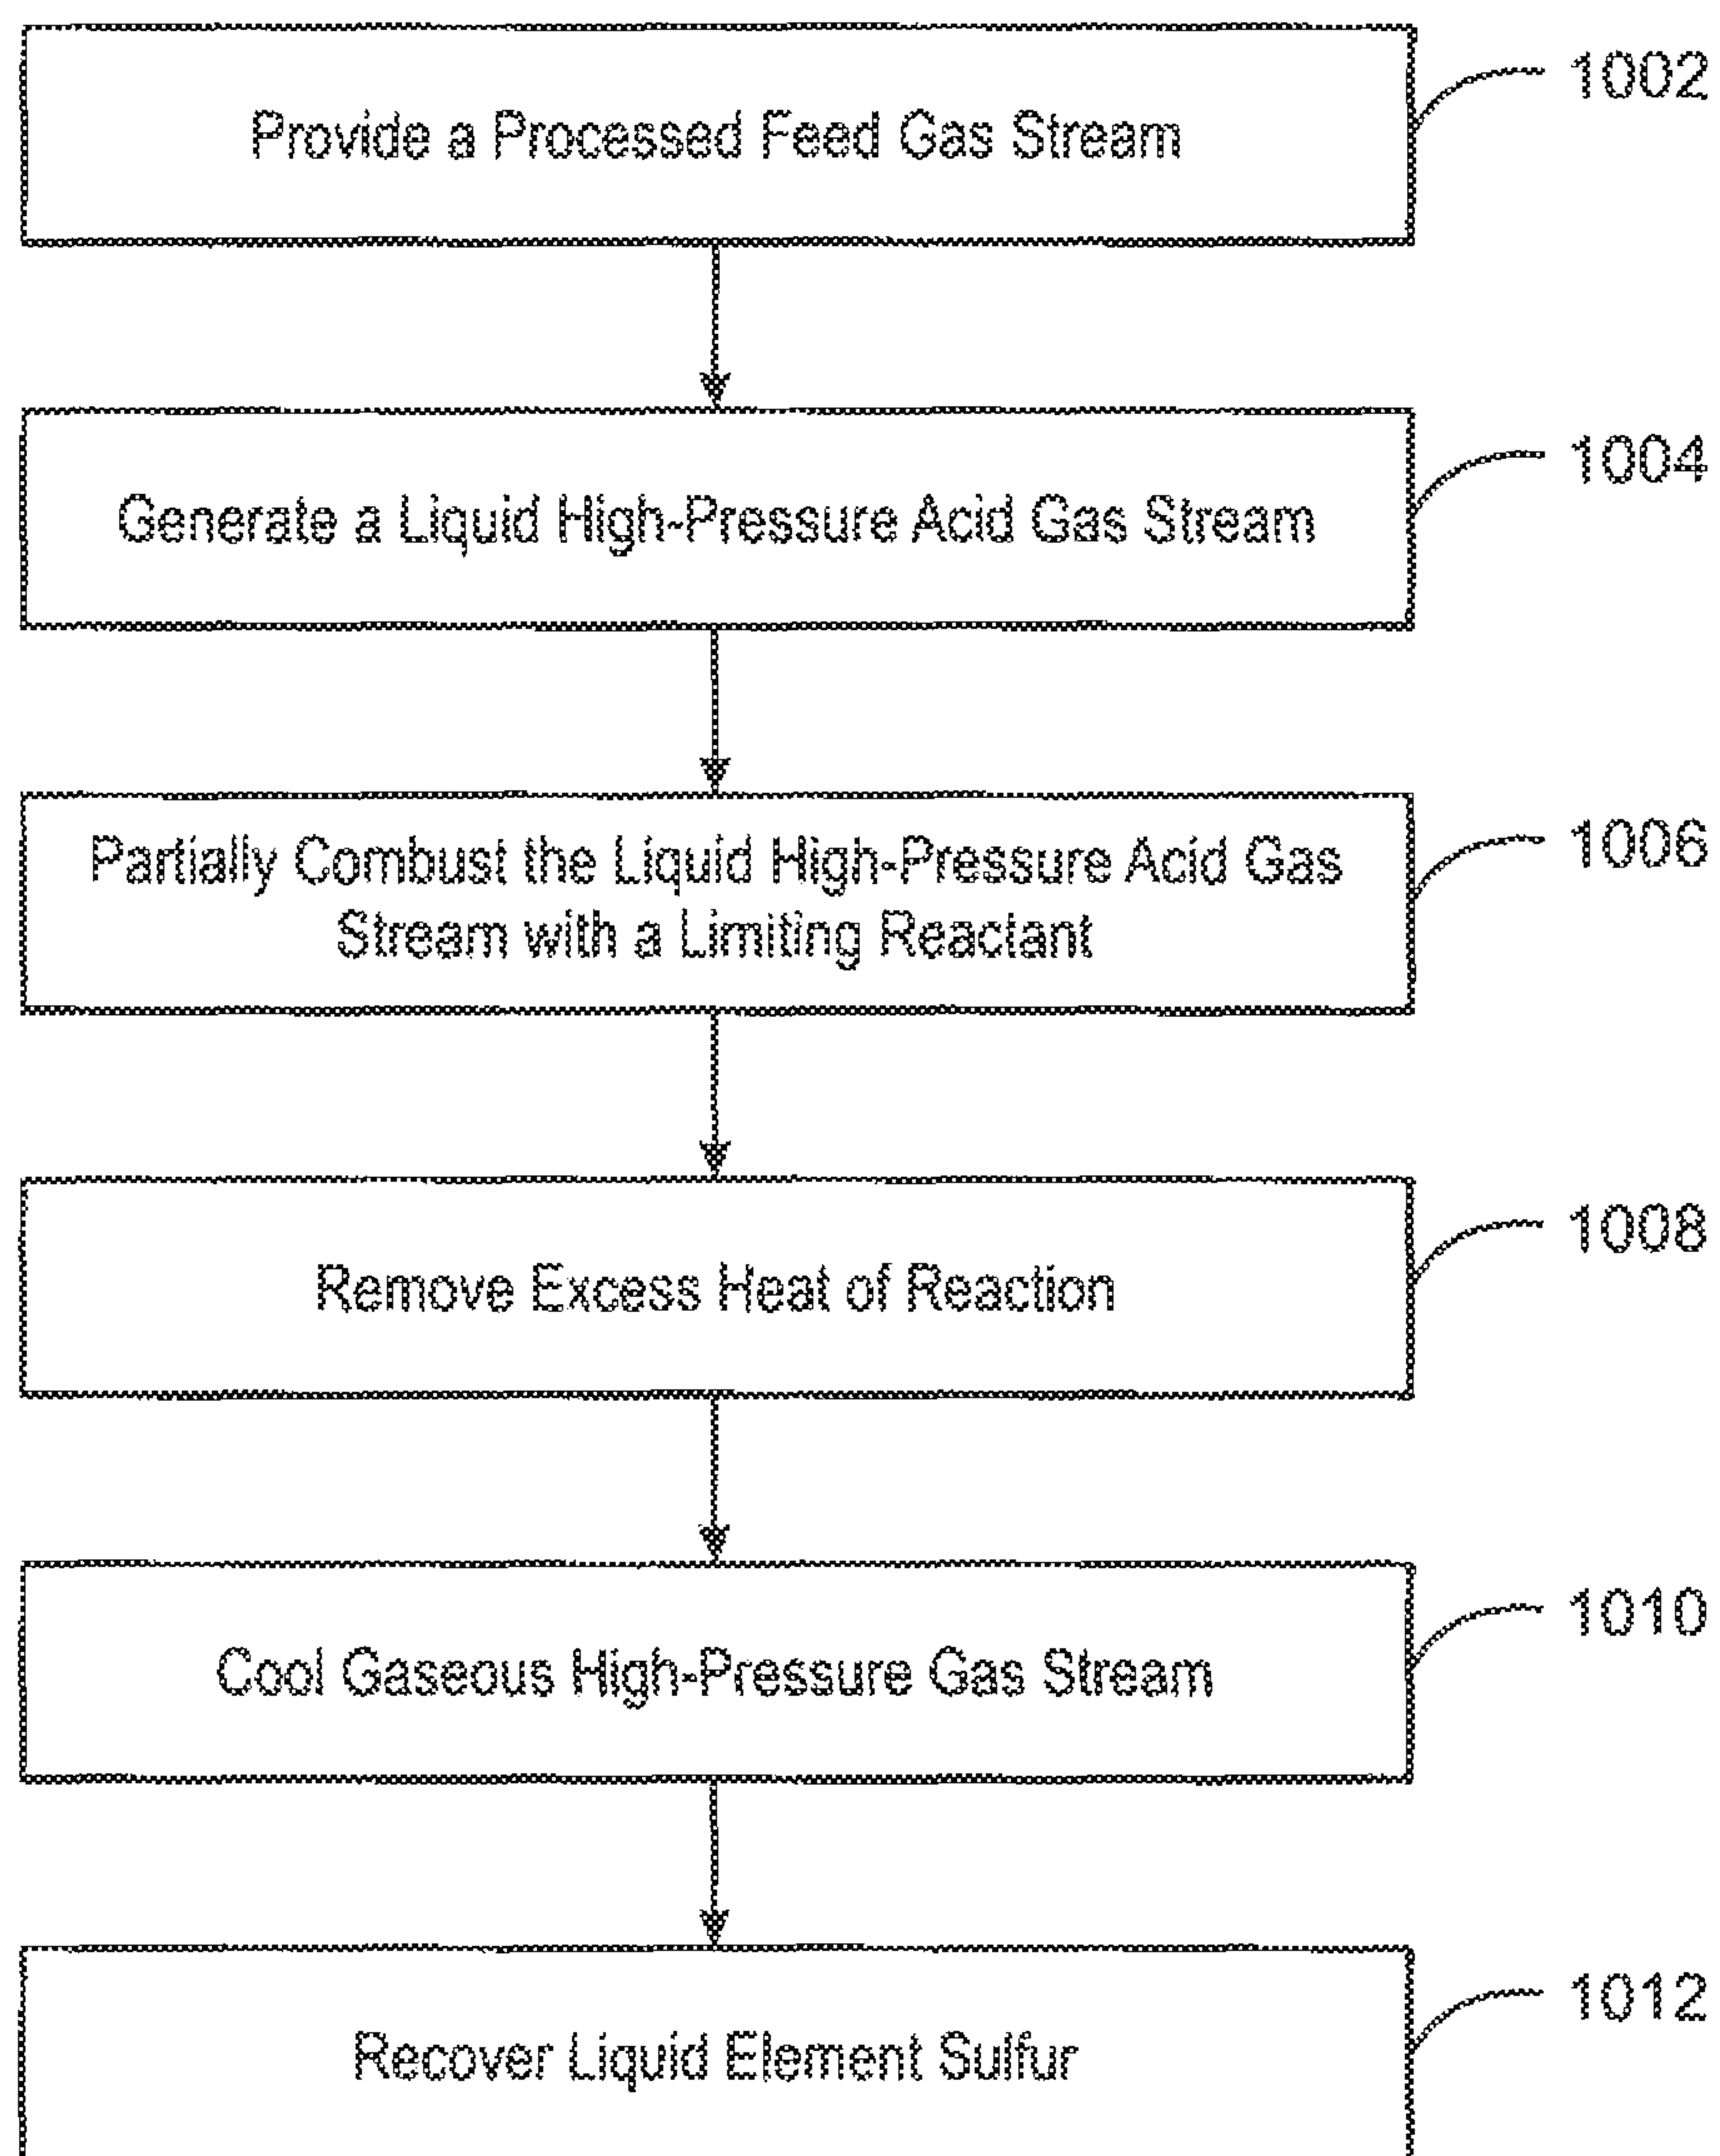 Provide a Processed Feed Gas Stream
1002
Generate a Liquid High-Pressure Acid Gas Stream
1004
Partially Combust the Liquid High-Pressure Acid Gas
Stream with a Limiting Reactant
1006
Remove Excess Heat of Reaction
1008
Cool Gaseous High-Pressure Gas Stream
1010
Recover Liquid Element Sulfur
1012